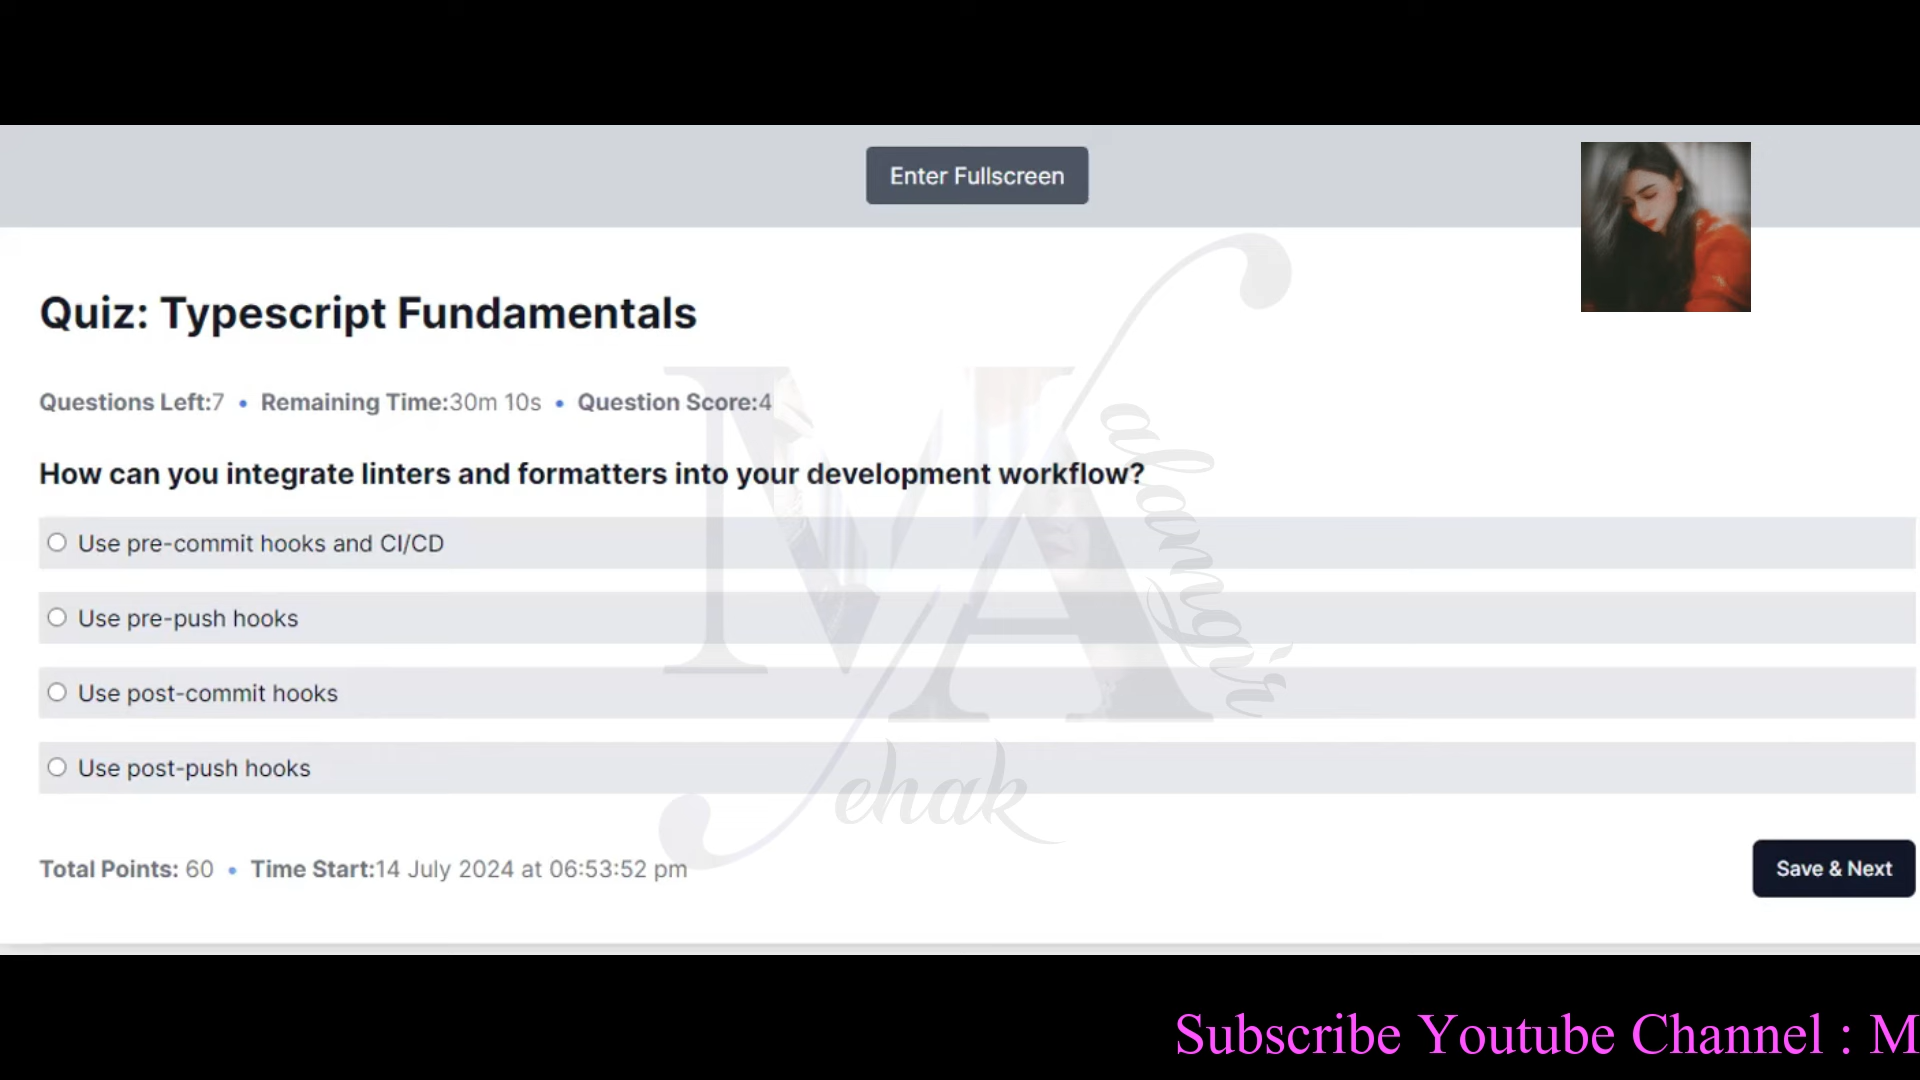 Enter Fullscreen
Quiz: Typescript Fundamentals
Questions Left:7 • Remaining Time:30m 10s • Question Score:4
How can you integrate linters and formatters into your development workflow?
Use pre-commit hooks and CI/CD
Use pre-push hooks
Use post-commit hooks
Use post-push hooks
MA
alamgir
ehak
Total Points: 60 • Time Start:14 July 2024 at 06:53:52 pm
Save & Next
Subscribe Youtube Channel : M